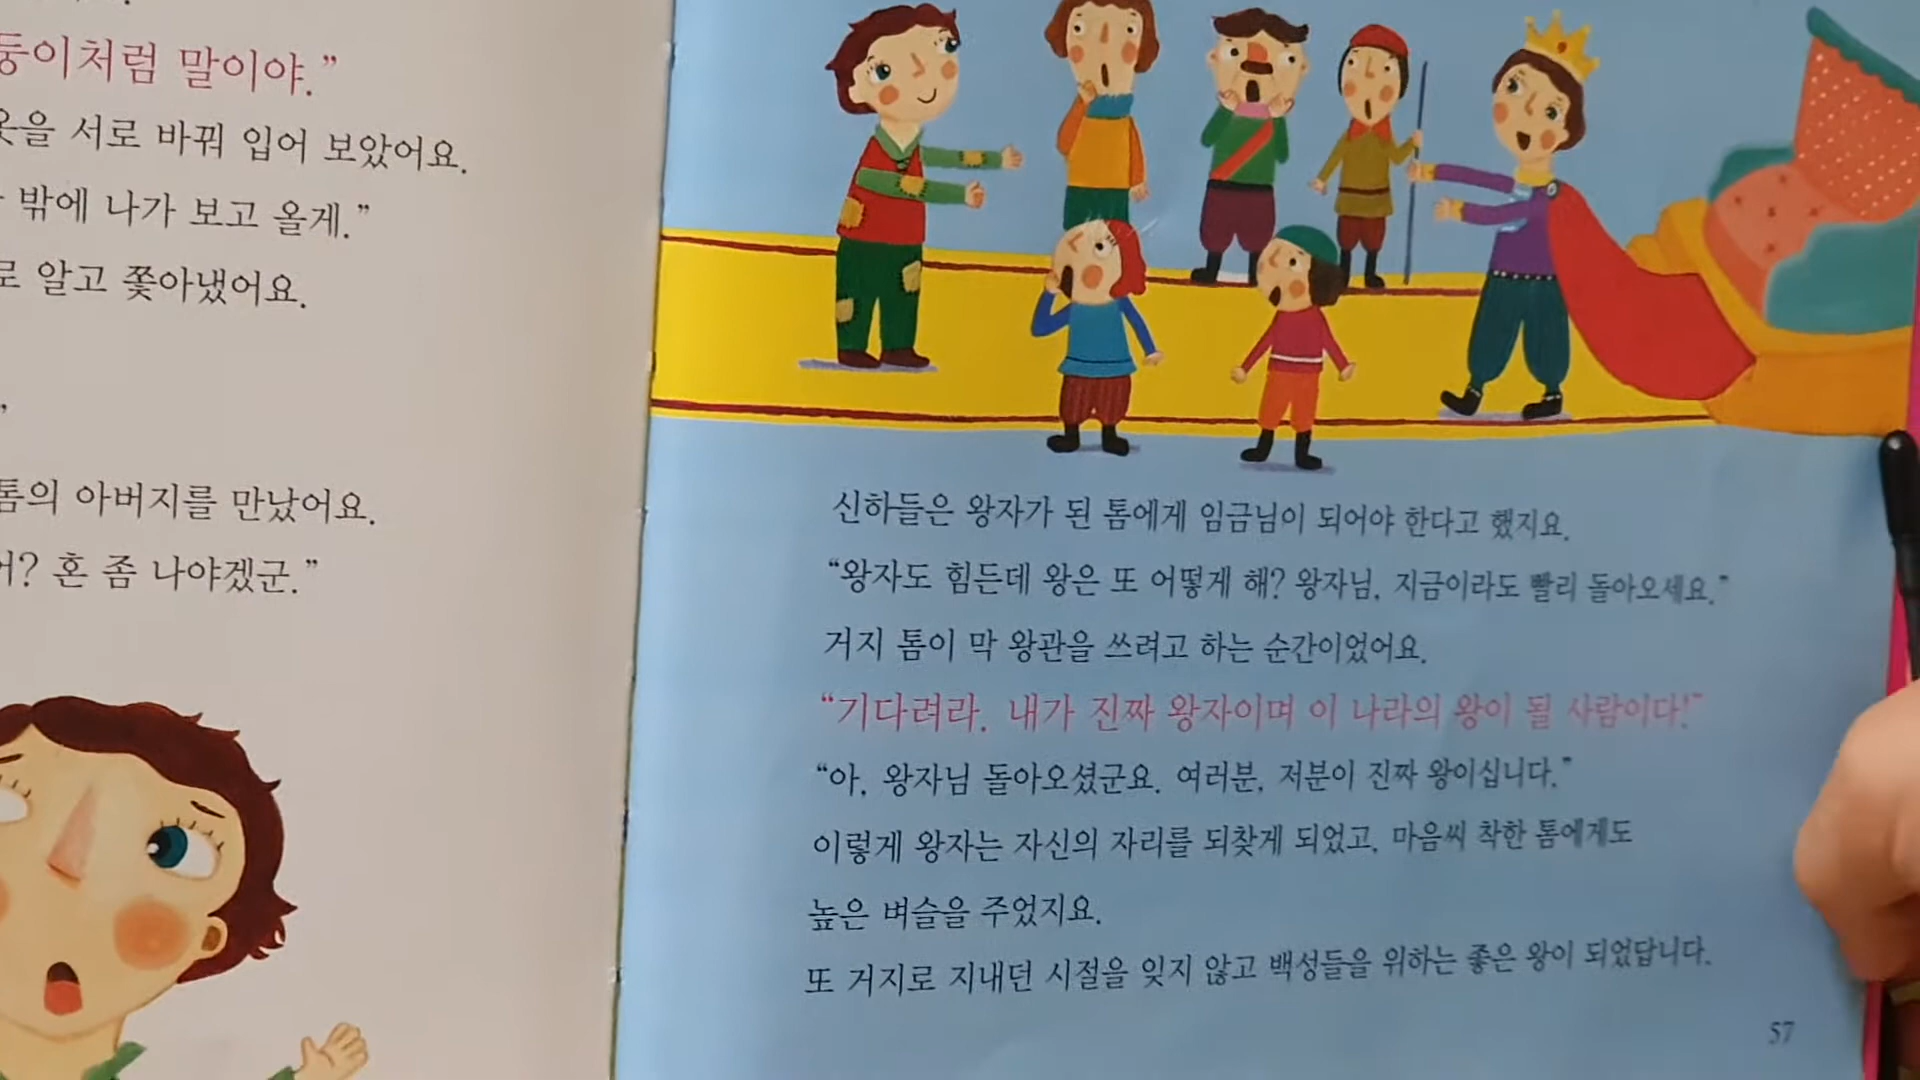 둥이처럼 말이야.”
옷을 서로 바꿔 입어 보았어요.
밖에 나가 보고 올게.”
로 알고 쫓아냈어요.
톰의 아버지를 만났어요.
어? 혼 좀 나야겠군.”
신하들은 왕자가 된 톰에게 임금님이 되어야 한다고 했지요.
“왕자도 힘든데 왕은 또 어떻게 해? 왕자님, 지금이라도 빨리 돌아오세요.”
거지 톰이 막 왕관을 쓰려고 하는 순간이었어요.
“기다려라. 내가 진짜 왕자이며 이 나라의 왕이 될 사람이다!”
“아, 왕자님 돌아오셨군요. 여러분, 저분이 진짜 왕이십니다.”
이렇게 왕자는 자신의 자리를 되찾게 되었고, 마음씨 착한 톰에게도
높은 벼슬을 주었지요.
또 거지로 지내던 시절을 잊지 않고 백성들을 위하는 좋은 왕이 되었답니다.
57